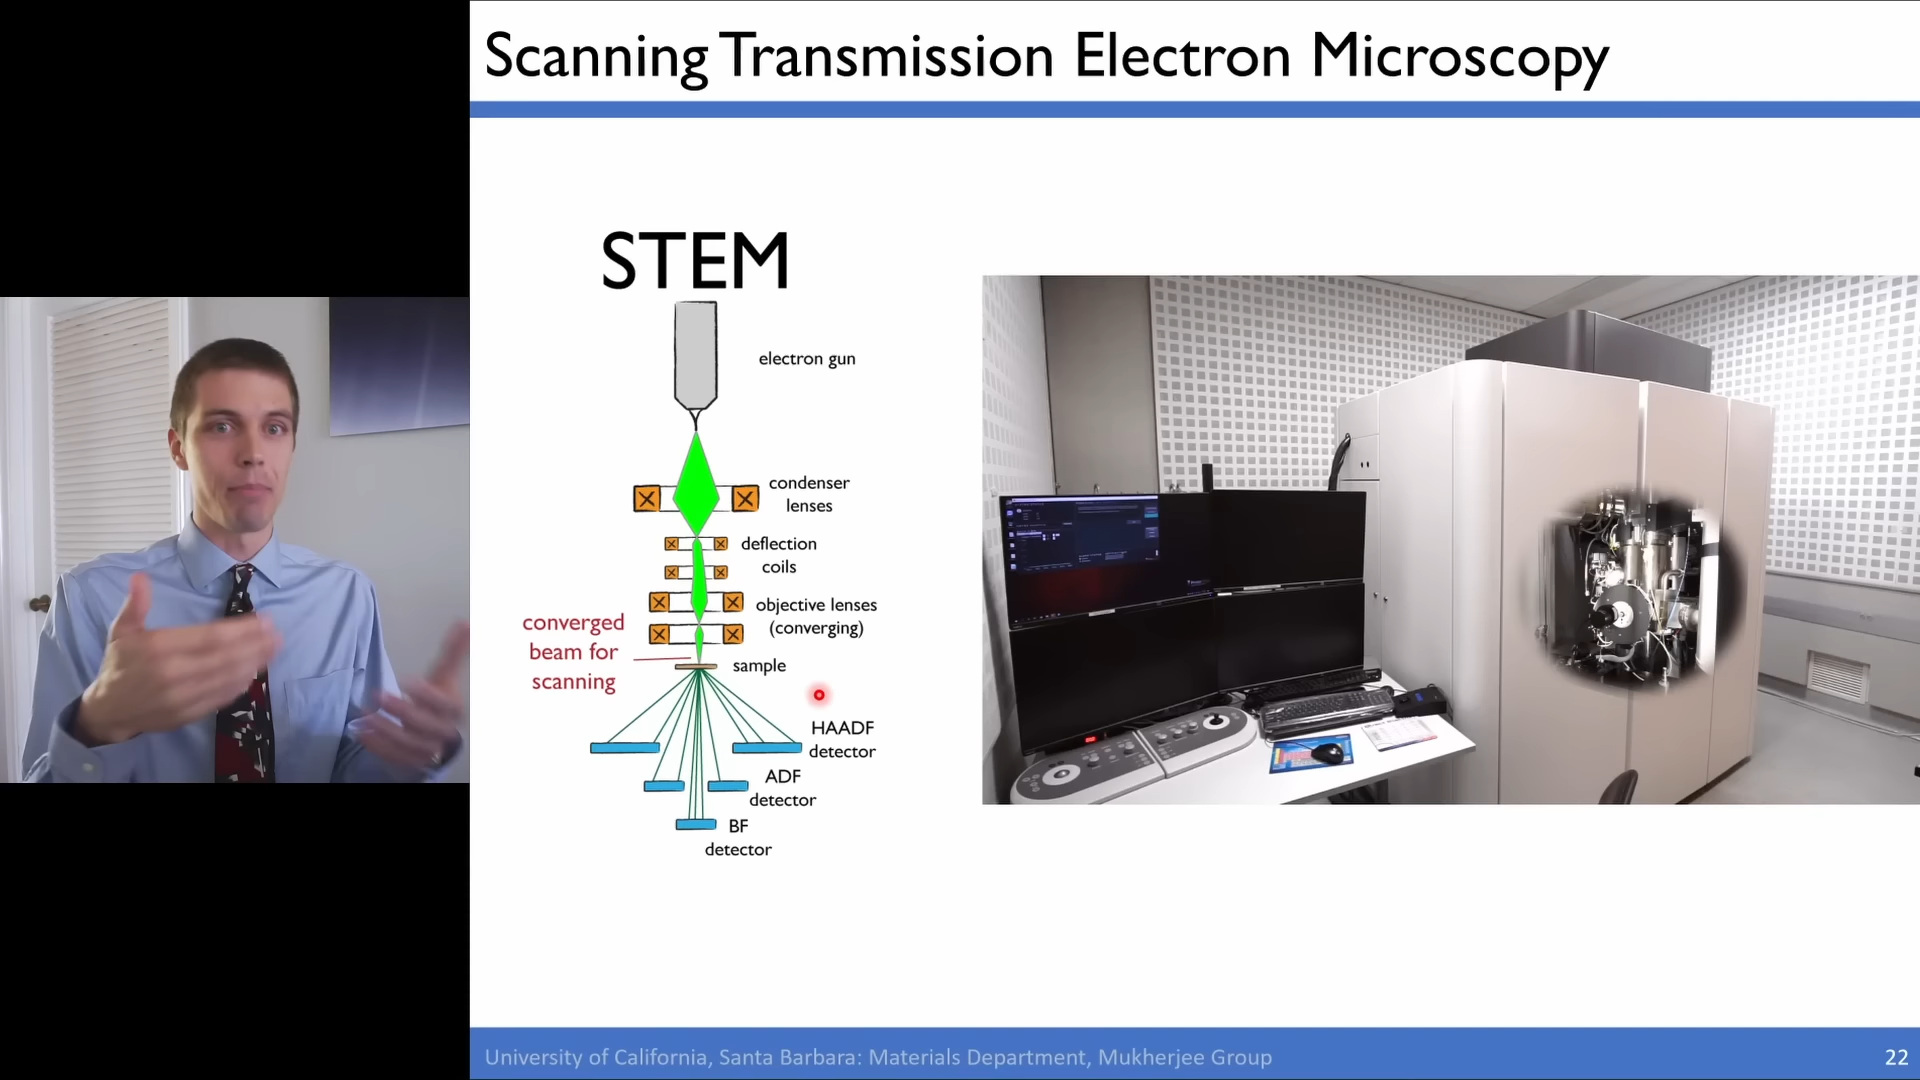 Scanning Transmission Electron Microscopy
STEM
electron gun
condenser
lenses
deflection
coils
objective lenses
(converging)
converged
beam for
scanning
sample
HAADF
detector
ADF
detector
BF
detector
University of California, Santa Barbara: Materials Department, Mukherjee Group
22